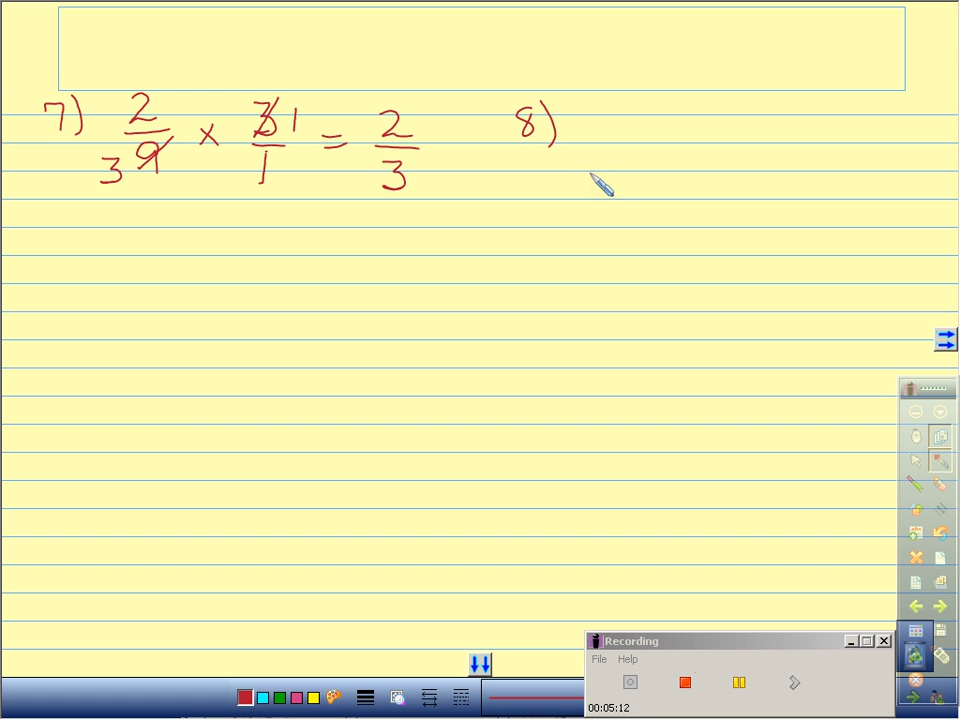 7) 2/3 9 × 3 1/1 = 2/3 8)
Recording
File Help
00:05:12